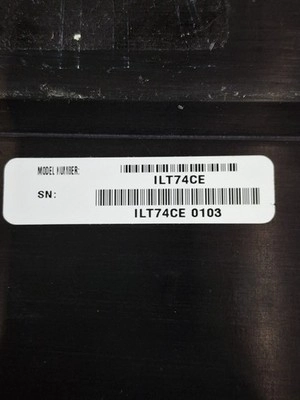 MODEL NUMBER:
ILT74CE
SN:
ILT74CE 0103